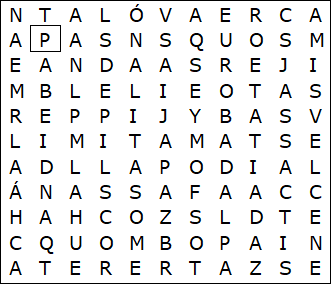 N T A L Ó V A E R C A
A P A S N S Q U O S M
E A N D A A S R E J I
M B L E L I E O T A S
R E P P I J Y B A S V
L I M I T A M A T S E
A D L L A P O D I A L
Á N A S S A F A A C C
H A H C O Z S L D T E
C Q U O M B O P A I N
A T E R E R T A Z S E